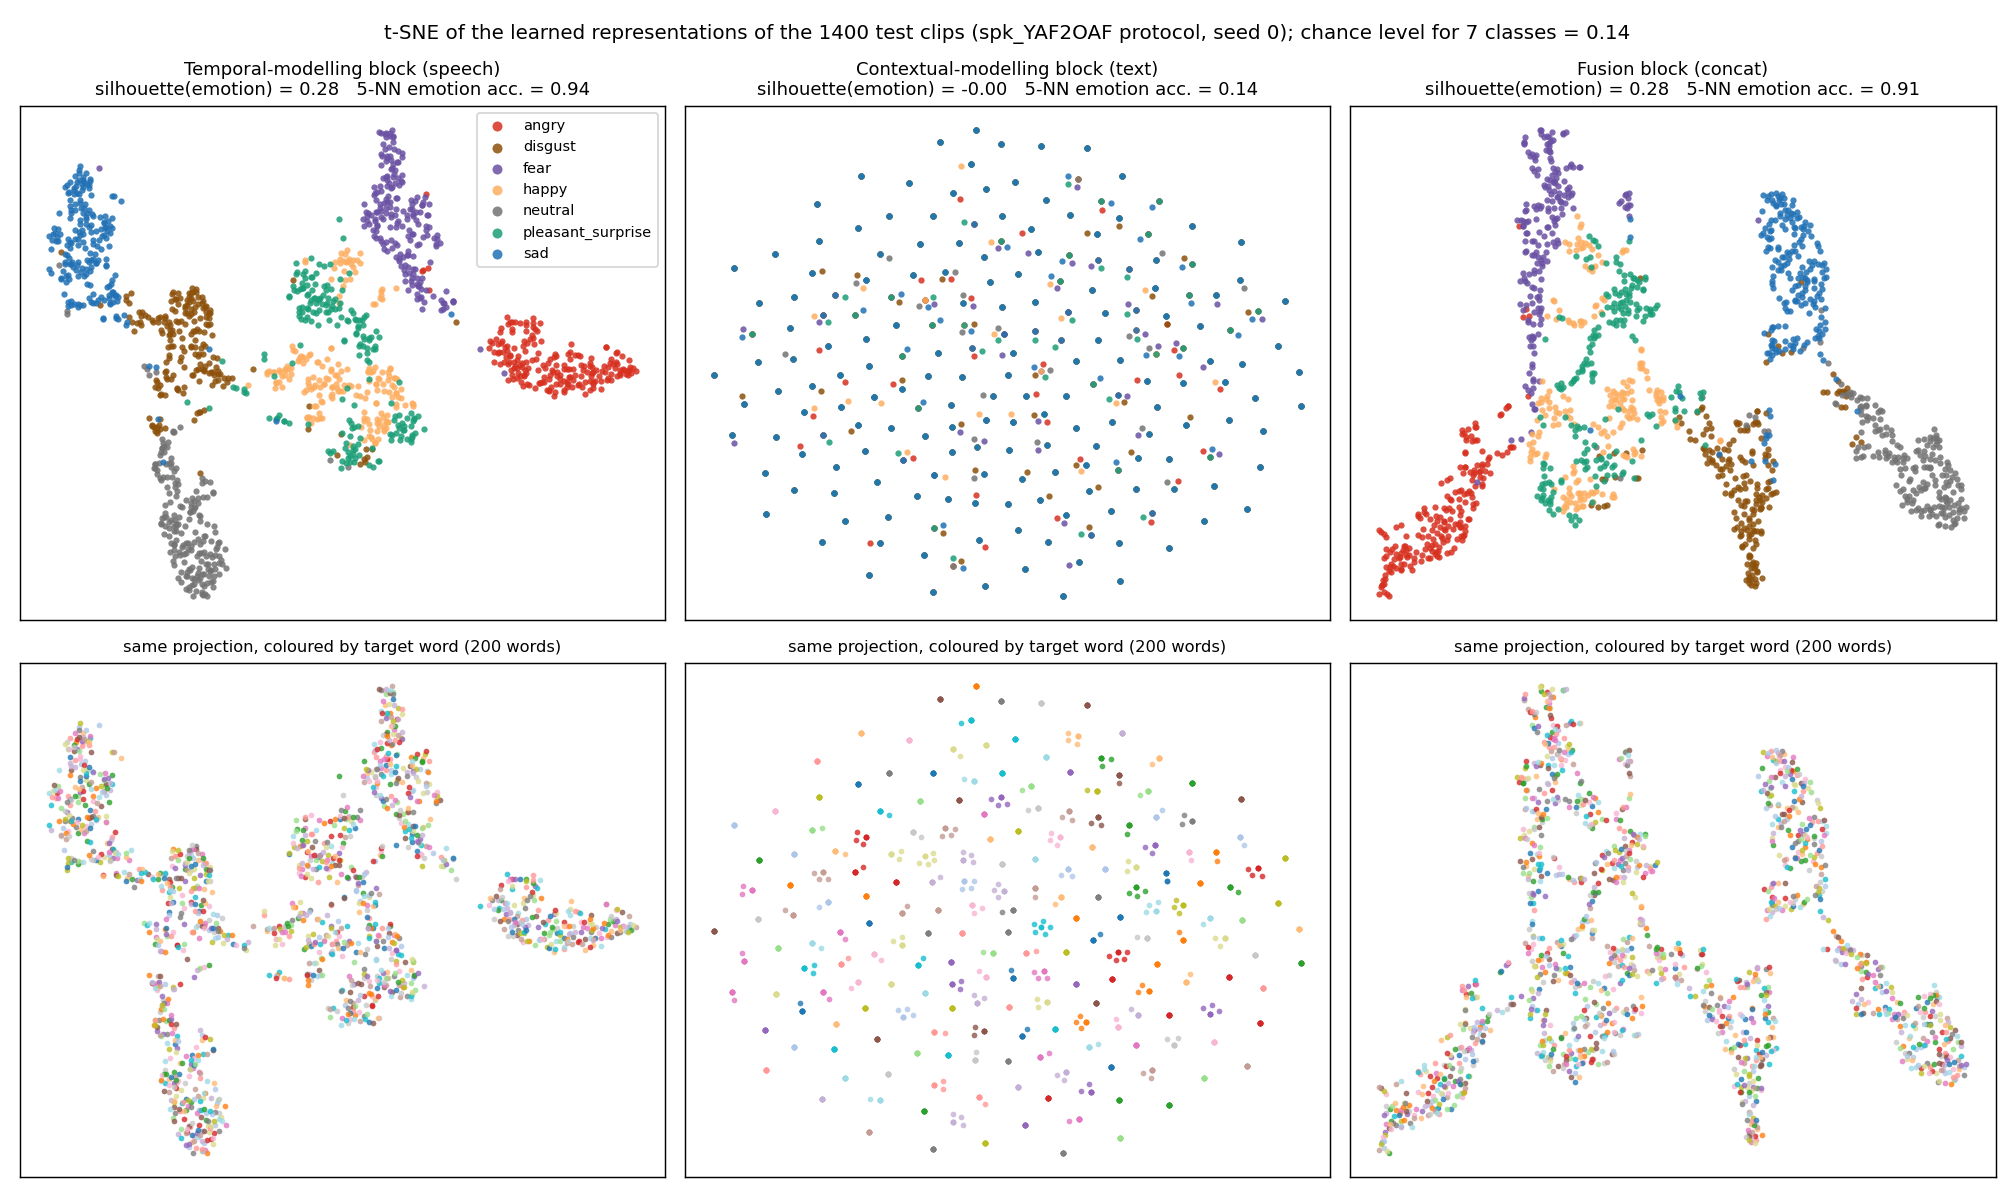 t-SNE of the learned representations of the 1400 test clips (spk_YAF2OAF protocol, seed 0); chance level for 7 classes = 0.14
Temporal-modelling block (speech)
silhouette(emotion) = 0.28   5-NN emotion acc. = 0.94
Contextual-modelling block (text)
silhouette(emotion) = -0.00   5-NN emotion acc. = 0.14
Fusion block (concat)
silhouette(emotion) = 0.28   5-NN emotion acc. = 0.91
angry
disgust
fear
happy
neutral
pleasant_surprise
sad
same projection, coloured by target word (200 words)
same projection, coloured by target word (200 words)
same projection, coloured by target word (200 words)